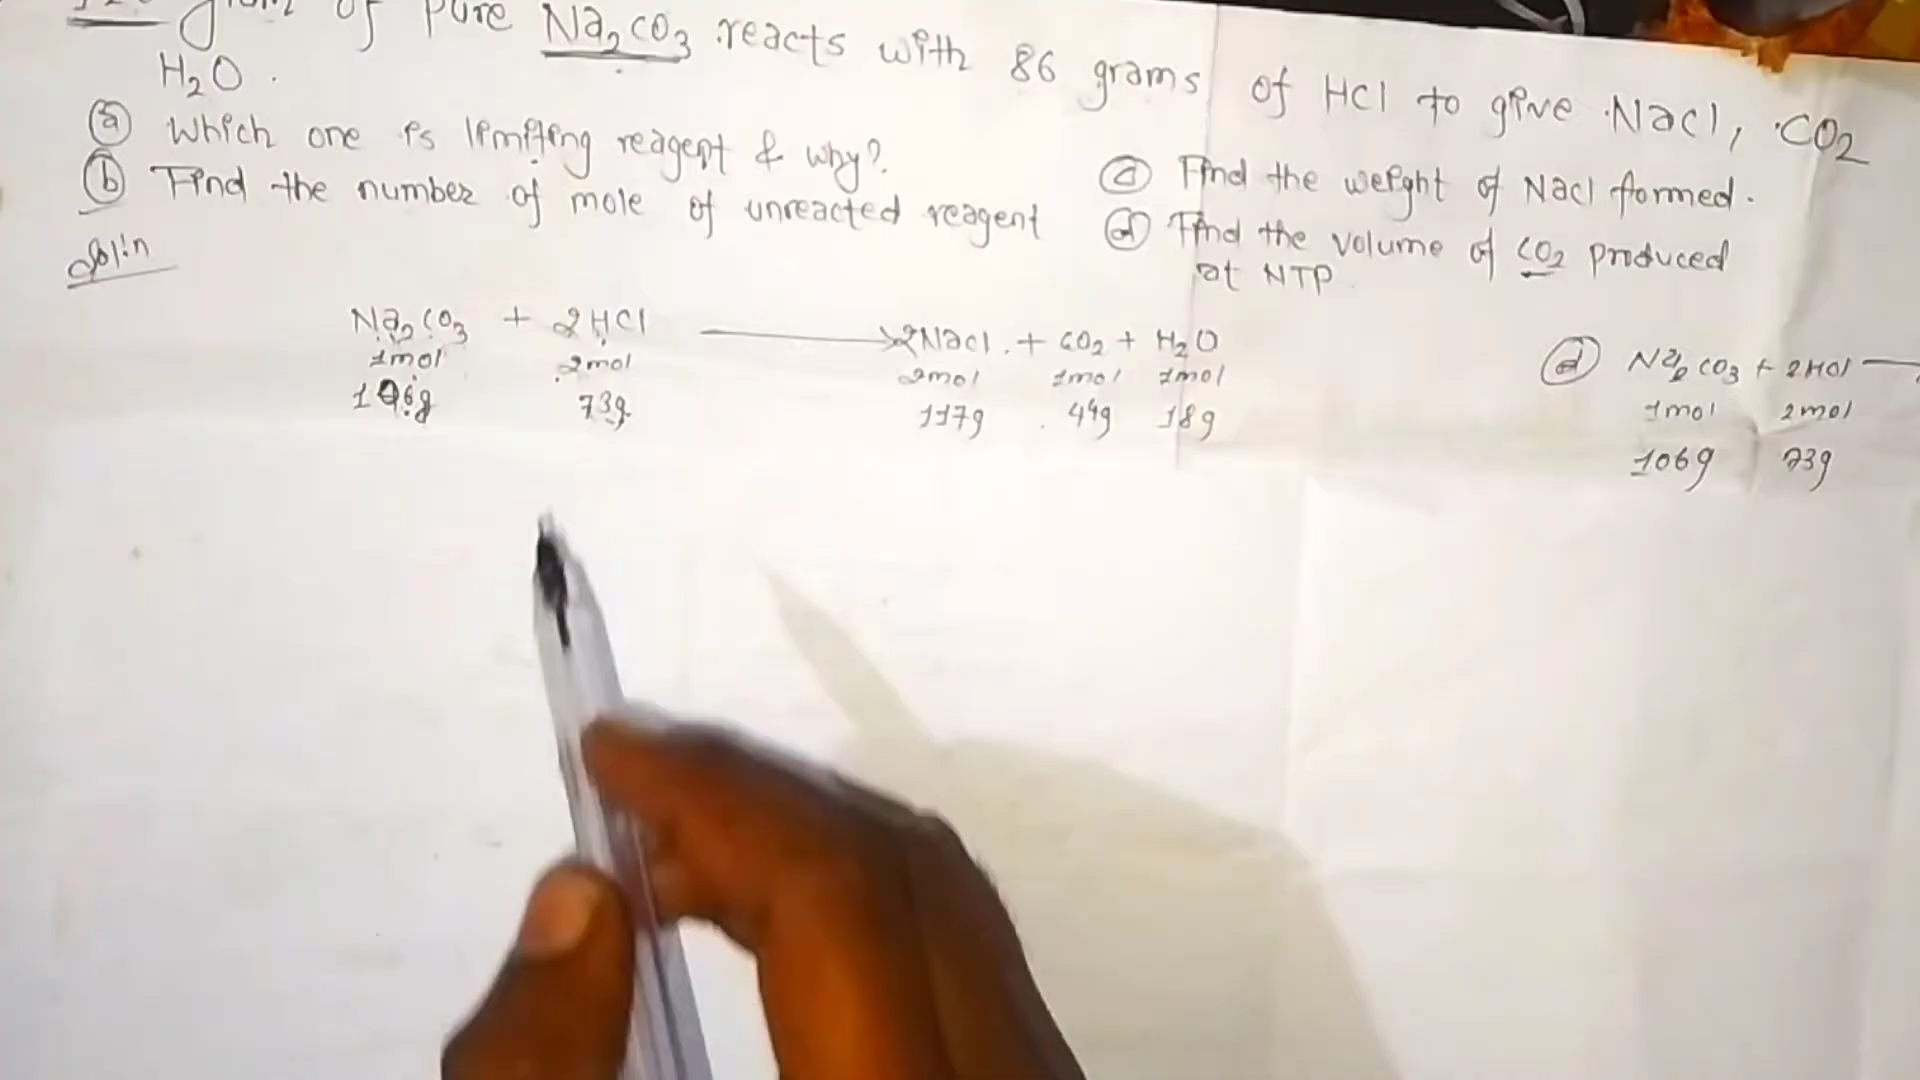 gram of pure Na2CO3 reacts with 86 grams of HCl to give NaCl, CO2
H2O.
(a) Which one is limiting reagent & why?
(b) Find the number of mole of unreacted reagent
(c) Find the weight of NaCl formed.
(d) Find the volume of CO2 produced
at NTP
Sol:n
Na2CO3 + 2HCl → 2NaCl + CO2 + H2O
1mol 2mol 2mol 1mol 1mol
106g 73g 117g 44g 18g
(d) Na2CO3 + 2HCl
1mol 2mol
106g 73g